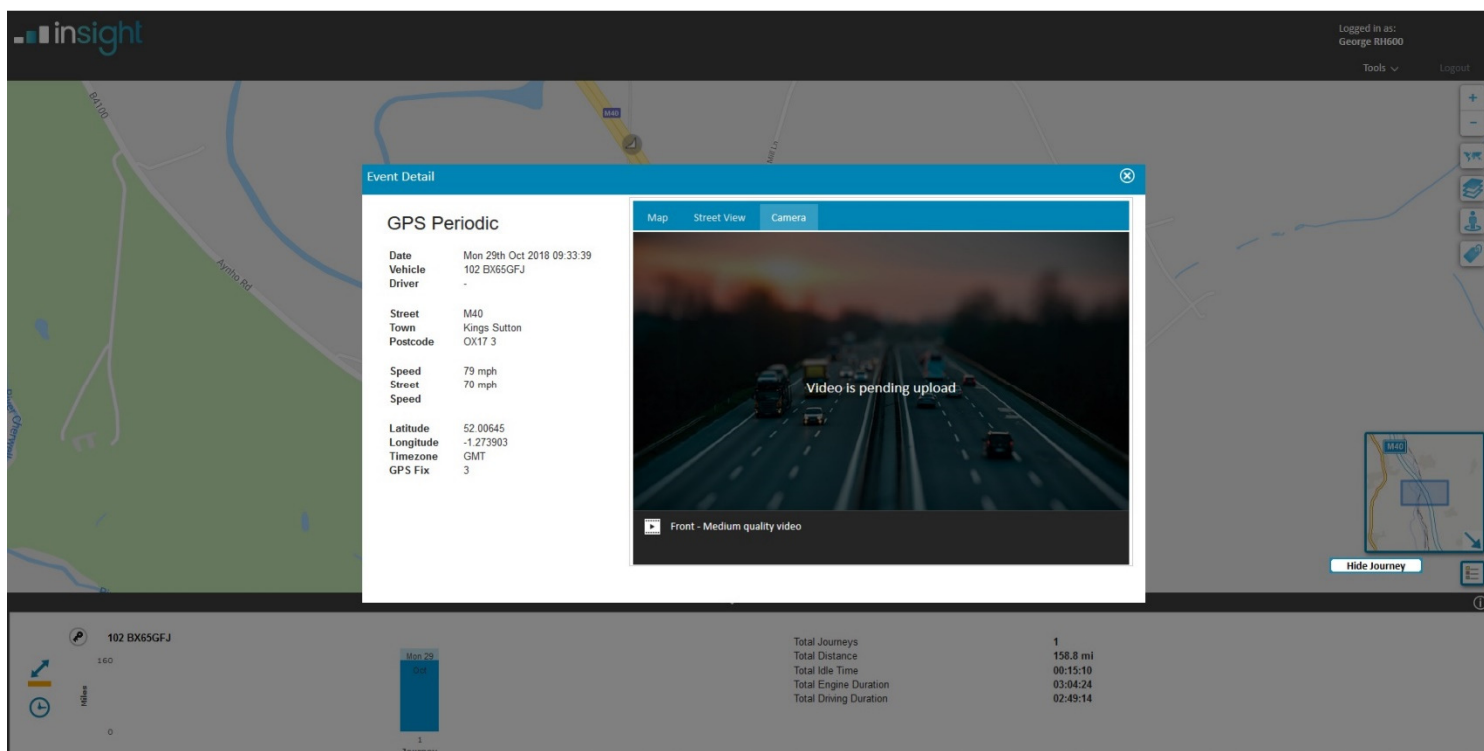 insight
Logged in as:
George RH600
Tools
Logout
B4100
M40
Mill Ln
Aynho Rd
River Cherwell
+
−
Event Detail
GPS Periodic
Date Mon 29th Oct 2018 09:33:39
Vehicle 102 BX65GFJ
Driver -
Street M40
Town Kings Sutton
Postcode OX17 3
Speed 79 mph
Street 70 mph
Speed
Latitude 52.00645
Longitude -1.273903
Timezone GMT
GPS Fix 3
Map Street View Camera
Video is pending upload
Front - Medium quality video
M40
Hide Journey
102 BX65GFJ
160
Miles
0
Mon 29
Oct
1
Journey
Total Journeys 1
Total Distance 158.8 mi
Total Idle Time 00:15:10
Total Engine Duration 03:04:24
Total Driving Duration 02:49:14